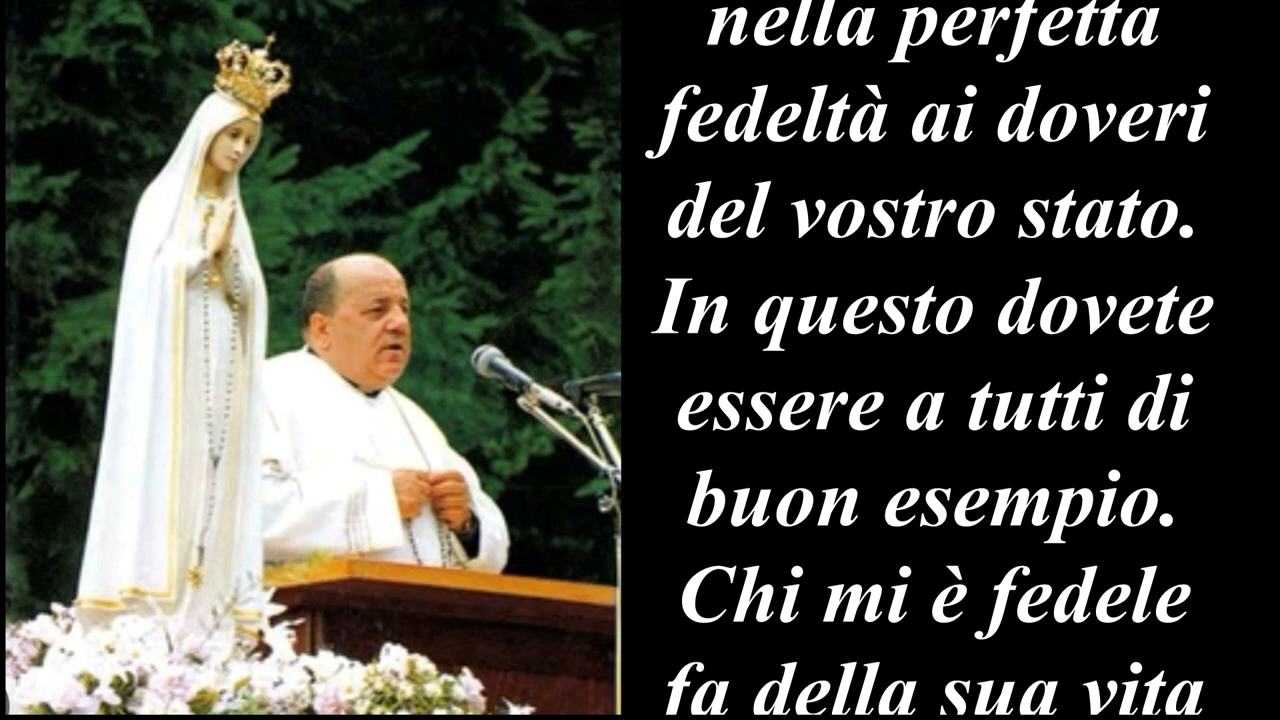 nella perfetta
fedeltà ai doveri
del vostro stato.
In questo dovete
essere a tutti di
buon esempio.
Chi mi è fedele
fa della sua vita